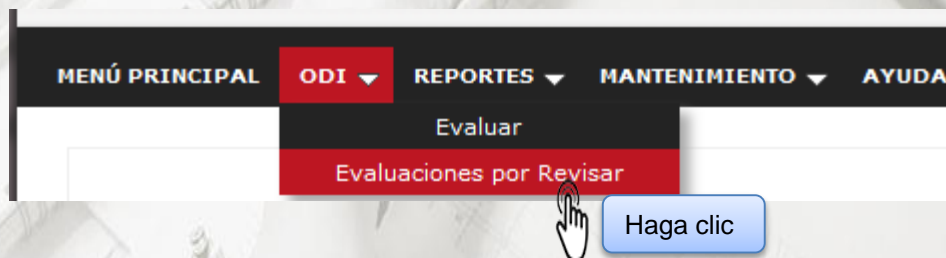 MENÚ PRINCIPAL ODI REPORTES MANTENIMIENTO AYUDA
Evaluar
Evaluaciones por Revisar
Haga clic